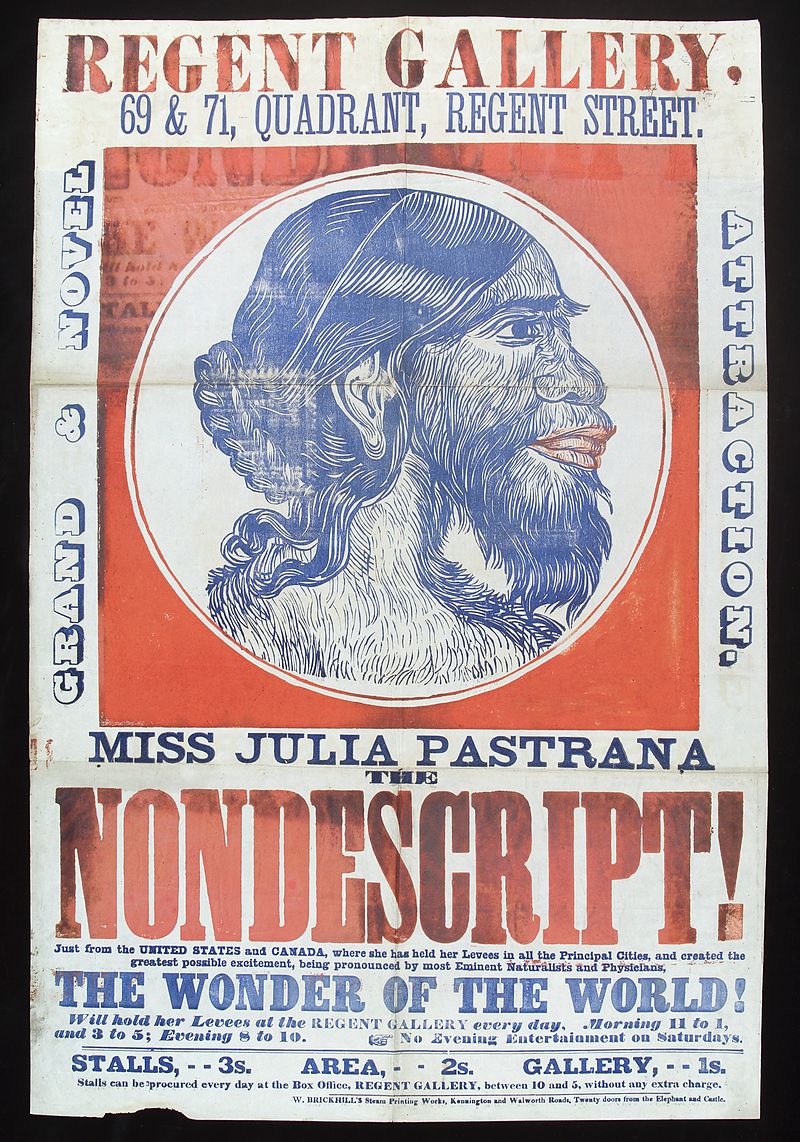 REGENT GALLERY.
69 & 71, QUADRANT, REGENT STREET.
GRAND & NOVEL
ATTRACTION.
MISS JULIA PASTRANA
THE
NONDESCRIPT!
Just from the UNITED STATES and CANADA, where she has held her Levees in all the Principal Cities, and created the
greatest possible excitement, being pronounced by most Eminent Naturalists and Physicians,
THE WONDER OF THE WORLD!
Will hold her Levees at the REGENT GALLERY every day, Morning 11 to 1,
and 3 to 5; Evening 8 to 10. ☞ No Evening Entertainment on Saturdays.
STALLS, - - 3s. AREA, - - 2s. GALLERY, - - 1s.
Stalls can be procured every day at the Box Office, REGENT GALLERY, between 10 and 5, without any extra charge.
W. BRICKHILL'S Steam Printing Works, Kennington and Walworth Roads, Twenty doors from the Elephant and Castle.